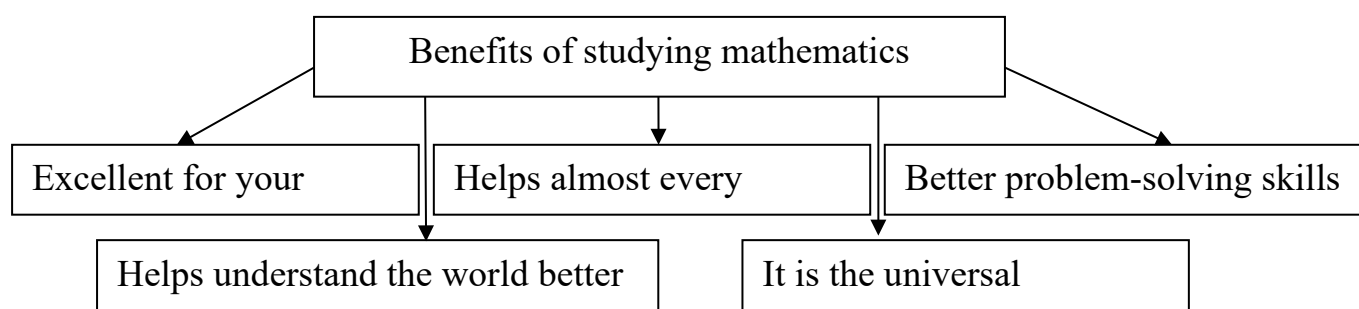 Benefits of studying mathematics
Excellent for your
Helps almost every
Better problem-solving skills
Helps understand the world better
It is the universal